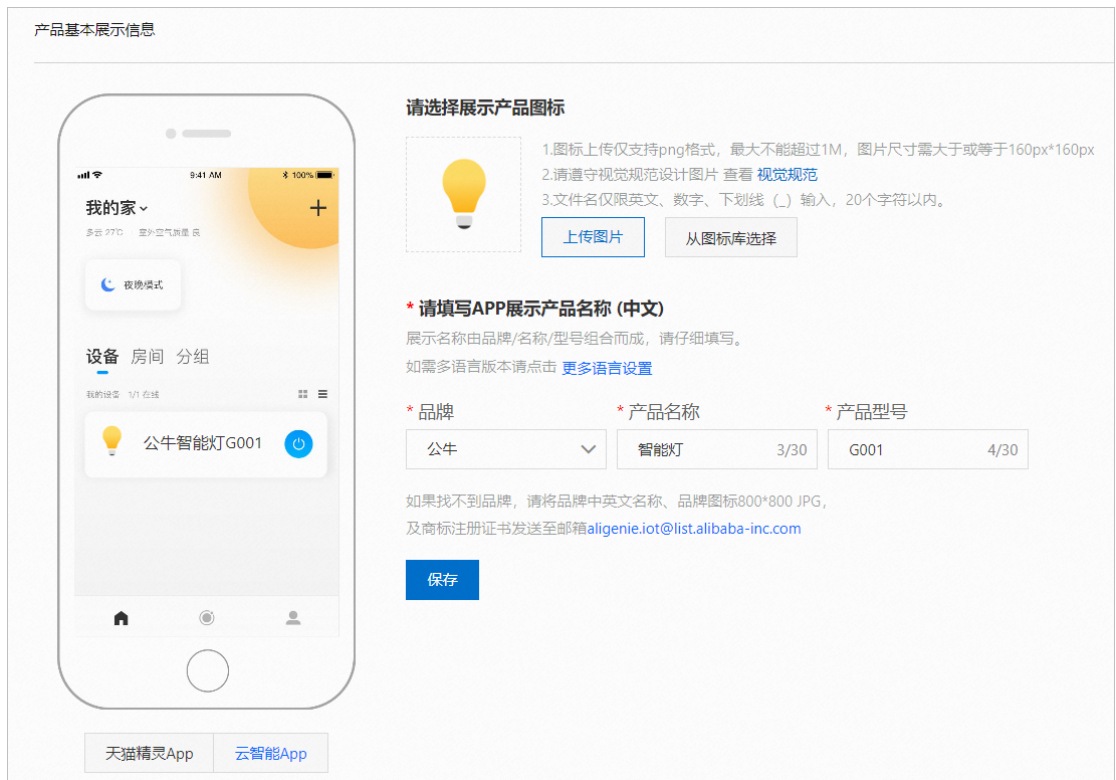 产品基本展示信息
9:41 AM
100%
我的家
多云 27℃ 室外空气质量 良
夜晚模式
设备 房间 分组
我的设备 1/1 在线
公牛智能灯G001
天猫精灵App
云智能App
请选择展示产品图标
1.图标上传仅支持png格式，最大不能超过1M，图片尺寸需大于或等于160px*160px
2.请遵守视觉规范设计图片 查看 视觉规范
3.文件名仅限英文、数字、下划线（_）输入，20个字符以内。
上传图片
从图标库选择
* 请填写APP展示产品名称 (中文)
展示名称由品牌/名称/型号组合而成，请仔细填写。
如需多语言版本请点击 更多语言设置
* 品牌 * 产品名称 * 产品型号
公牛 智能灯 3/30 G001 4/30
如果找不到品牌，请将品牌中英文名称、品牌图标800*800 JPG，
及商标注册证书发送至邮箱aligenie.iot@list.alibaba-inc.com
保存